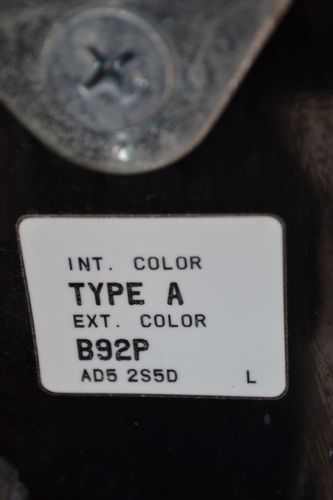 INT. COLOR
TYPE A
EXT. COLOR
B92P
AD5 2S5D L